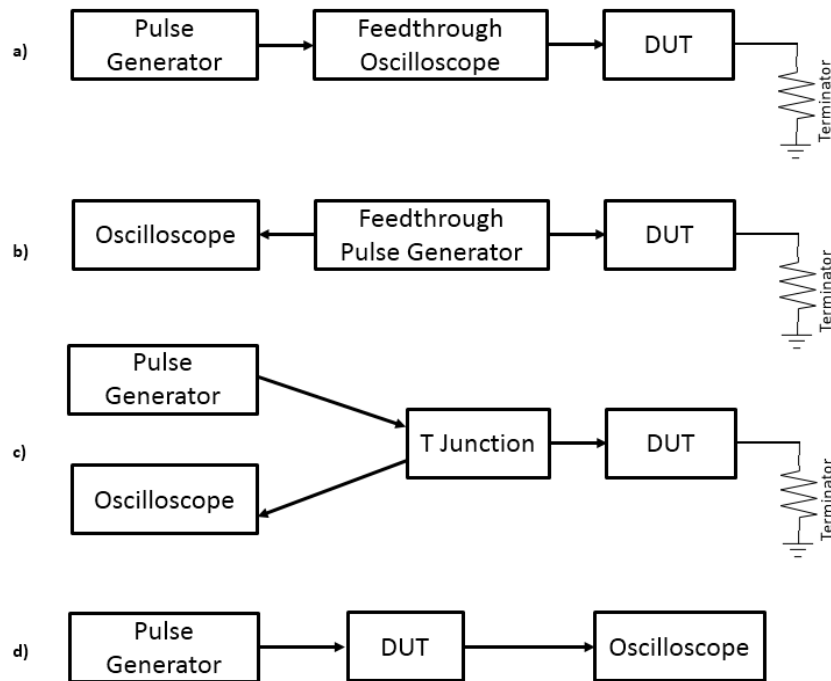 a)
Pulse
Generator
Feedthrough
Oscilloscope
DUT
Terminator
b)
Oscilloscope
Feedthrough
Pulse Generator
DUT
Terminator
c)
Pulse
Generator
Oscilloscope
T Junction
DUT
Terminator
d)
Pulse
Generator
DUT
Oscilloscope